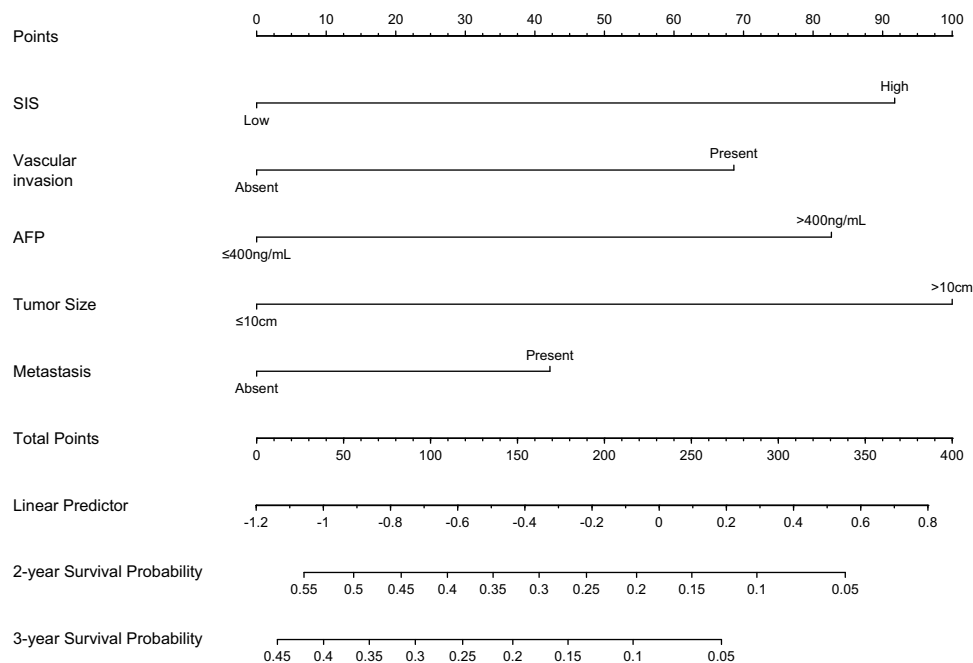 Points
0 10 20 30 40 50 60 70 80 90 100
SIS
Low
High
Vascular
invasion
Absent
Present
AFP
≤400ng/mL
>400ng/mL
Tumor Size
≤10cm
>10cm
Metastasis
Absent
Present
Total Points
0 50 100 150 200 250 300 350 400
Linear Predictor
-1.2 -1 -0.8 -0.6 -0.4 -0.2 0 0.2 0.4 0.6 0.8
2-year Survival Probability
0.55 0.5 0.45 0.4 0.35 0.3 0.25 0.2 0.15 0.1 0.05
3-year Survival Probability
0.45 0.4 0.35 0.3 0.25 0.2 0.15 0.1 0.05